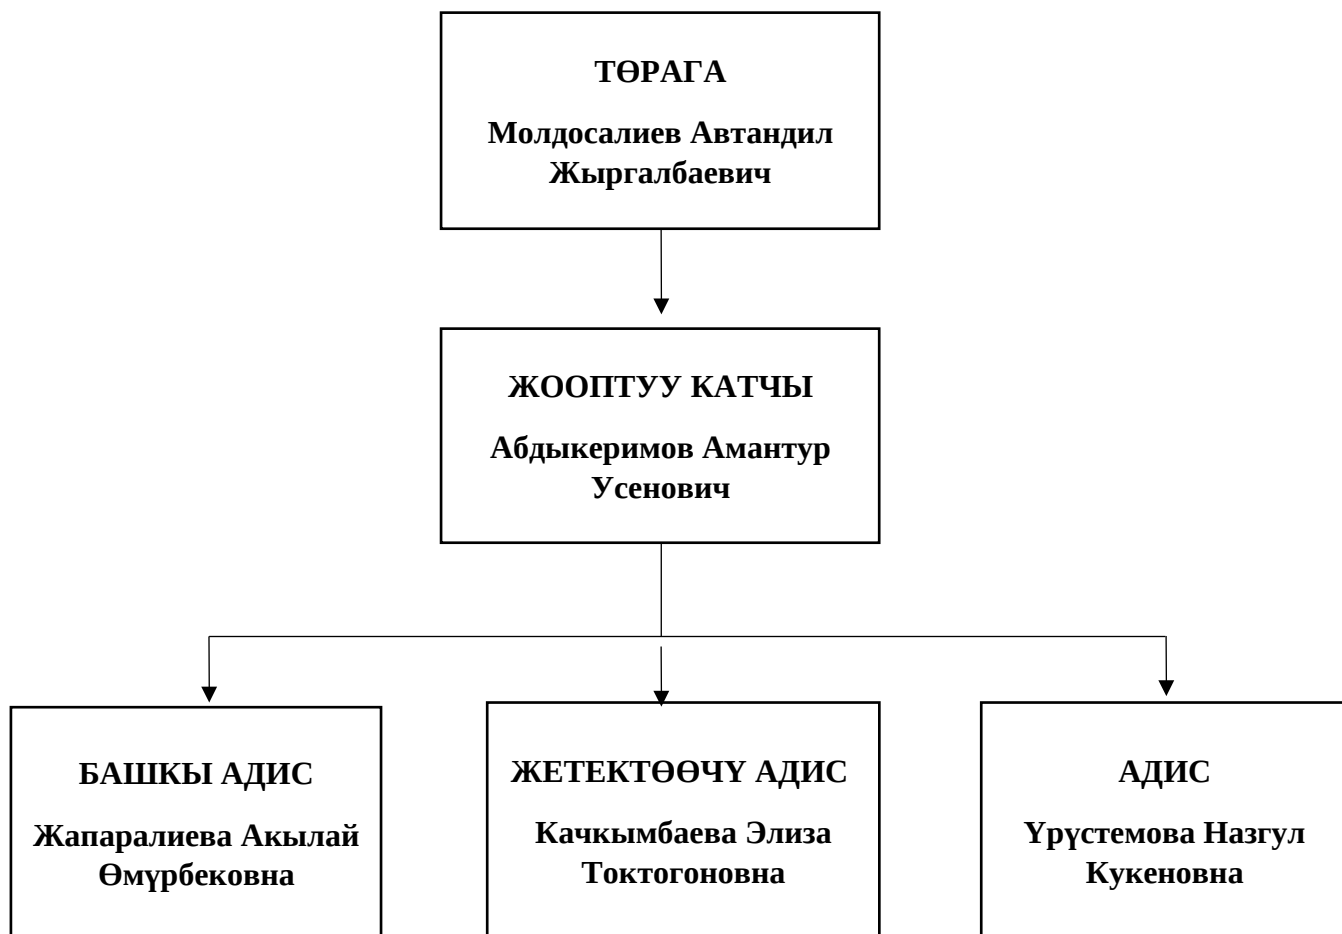 ТӨРАГА
Молдосалиев Автандил
Жыргалбаевич
ЖООПТУУ КАТЧЫ
Абдыкеримов Амантур
Усенович
БАШКЫ АДИС
Жапаралиева Акылай
Өмүрбековна
ЖЕТЕКТӨӨЧҮ АДИС
Качкымбаева Элиза
Токтогоновна
АДИС
Үрүстемова Назгул
Кукеновна